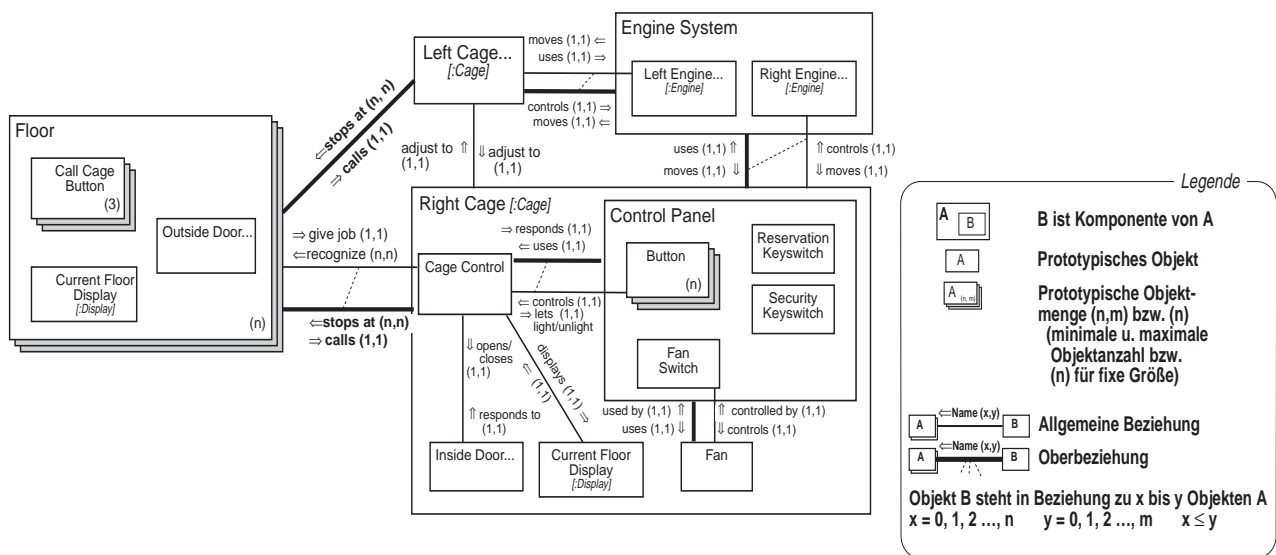 Engine System
Left Engine...
[:Engine]
Right Engine...
[:Engine]
Left Cage...
[:Cage]
moves (1,1) ⇐
uses (1,1) ⇒
controls (1,1) ⇒
moves (1,1) ⇐
⇐stops at (n, n)
⇒ calls (1,1)
Floor
Call Cage
Button
(3)
Outside Door...
Current Floor
Display
[:Display]
(n)
adjust to ⇑
(1,1)
⇓ adjust to
(1,1)
uses (1,1) ⇑
moves (1,1) ⇓
⇑ controls (1,1)
⇓ moves (1,1)
⇒ give job (1,1)
⇐recognize (n,n)
⇐stops at (n,n)
⇒ calls (1,1)
Right Cage [:Cage]
Cage Control
⇒ responds (1,1)
⇐ uses (1,1)
⇐ controls (1,1)
⇒ lets (1,1)
light/unlight
Control Panel
Button
(n)
Reservation
Keyswitch
Security
Keyswitch
Fan
Switch
⇓ opens/
closes
(1,1)
⇑ responds to
(1,1)
displays (1,1) ⇒
⇐ (1,1)
used by (1,1) ⇑
uses (1,1) ⇓
⇑ controlled by (1,1)
⇓ controls (1,1)
Inside Door...
Current Floor
Display
[:Display]
Fan
Legende
A
B
B ist Komponente von A
A
Prototypisches Objekt
A
(n, m)
Prototypische Objekt-
menge (n,m) bzw. (n)
(minimale u. maximale
Objektanzahl bzw.
(n) für fixe Größe)
A
⇐Name (x,y)
B
Allgemeine Beziehung
A
⇐Name (x,y)
B
Oberbeziehung
Objekt B steht in Beziehung zu x bis y Objekten A
x = 0, 1, 2 ..., n y = 0, 1, 2 ..., m x ≤ y